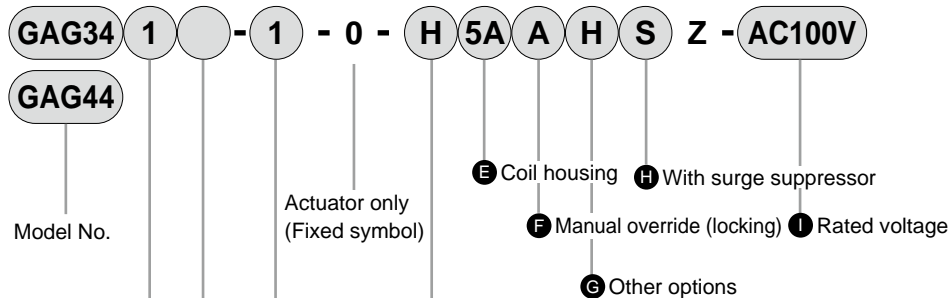 GAG34 1 - 1 - 0 - H 5A A H S Z - AC100V
GAG44
E Coil housing
H With surge suppressor
Actuator only
(Fixed symbol)
Model No.
F Manual override (locking)
I Rated voltage
G Other options